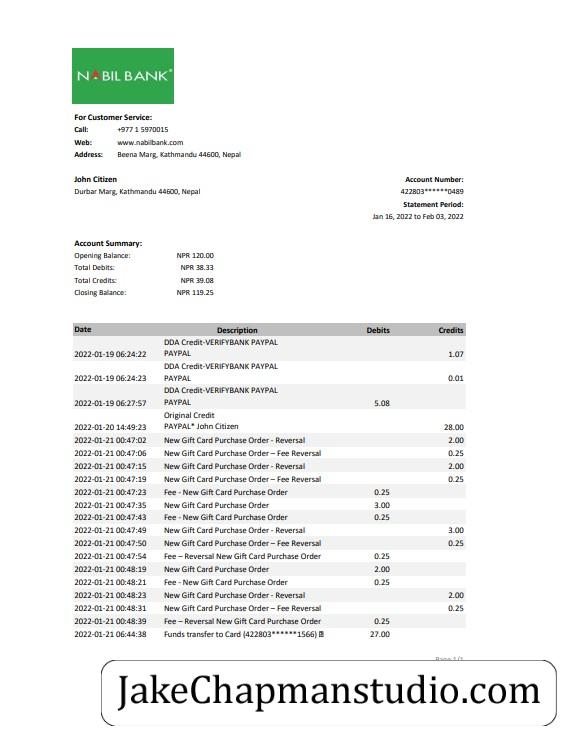 NABIL BANK
For Customer Service:
Call: +977 1 5970015
Web: www.nabilbank.com
Address: Beena Marg, Kathmandu 44600, Nepal
John Citizen Account Number:
Durbar Marg, Kathmandu 44600, Nepal 422803******0489
Statement Period:
Jan 16, 2022 to Feb 03, 2022
Account Summary:
Opening Balance: NPR 120.00
Total Debits: NPR 38.33
Total Credits: NPR 39.08
Closing Balance: NPR 119.25
Date Description Debits Credits
DDA Credit-VERIFYBANK PAYPAL
2022-01-19 06:24:22 PAYPAL 1.07
DDA Credit-VERIFYBANK PAYPAL
2022-01-19 06:24:23 PAYPAL 0.01
DDA Credit-VERIFYBANK PAYPAL
2022-01-19 06:27:57 PAYPAL 5.08
Original Credit
2022-01-20 14:49:23 PAYPAL* John Citizen 28.00
2022-01-21 00:47:02 New Gift Card Purchase Order - Reversal 2.00
2022-01-21 00:47:06 New Gift Card Purchase Order – Fee Reversal 0.25
2022-01-21 00:47:15 New Gift Card Purchase Order - Reversal 2.00
2022-01-21 00:47:19 New Gift Card Purchase Order – Fee Reversal 0.25
2022-01-21 00:47:23 Fee - New Gift Card Purchase Order 0.25
2022-01-21 00:47:35 New Gift Card Purchase Order 3.00
2022-01-21 00:47:43 Fee - New Gift Card Purchase Order 0.25
2022-01-21 00:47:49 New Gift Card Purchase Order - Reversal 3.00
2022-01-21 00:47:50 New Gift Card Purchase Order – Fee Reversal 0.25
2022-01-21 00:47:54 Fee – Reversal New Gift Card Purchase Order 0.25
2022-01-21 00:48:19 New Gift Card Purchase Order 2.00
2022-01-21 00:48:21 Fee - New Gift Card Purchase Order 0.25
2022-01-21 00:48:23 New Gift Card Purchase Order - Reversal 2.00
2022-01-21 00:48:31 New Gift Card Purchase Order – Fee Reversal 0.25
2022-01-21 00:48:39 Fee – Reversal New Gift Card Purchase Order 0.25
2022-01-21 06:44:38 Funds transfer to Card (422803******1566) 27.00
Page 1/1
JakeChapmanstudio.com